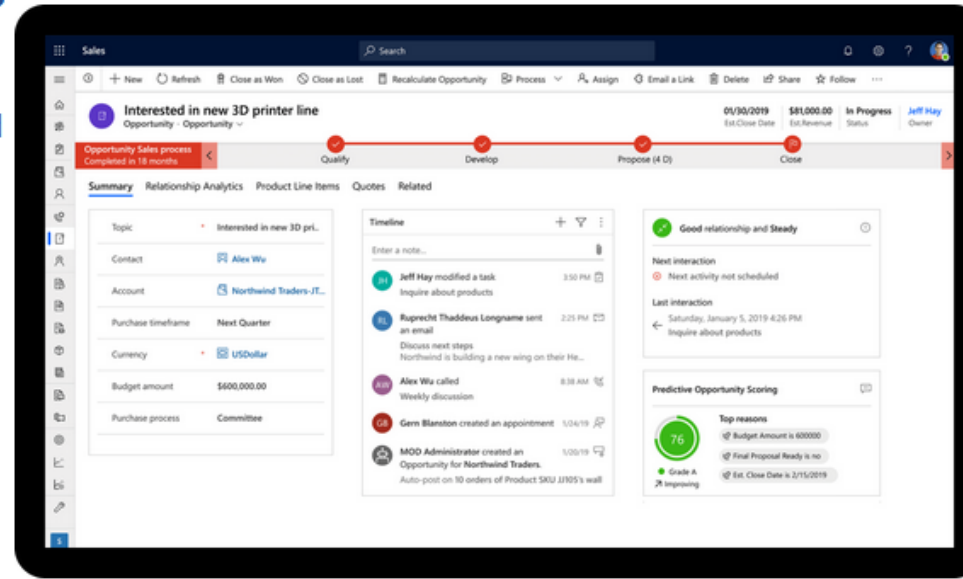 Sales
Search
New Refresh Close as Won Close as Lost Recalculate Opportunity Process Assign Email a Link Delete Share Follow ...
Interested in new 3D printer line
Opportunity · Opportunity
01/30/2019 $81,000.00 In Progress Jeff Hay
Est.Close Date Est.Revenue Status Owner
Opportunity Sales process
Completed in 18 months
Qualify Develop Propose (4 D) Close
Summary Relationship Analytics Product Line Items Quotes Related
Topic * Interested in new 3D pri..
Contact Alex Wu
Account Northwind Traders-JT...
Purchase timeframe Next Quarter
Currency * USDollar
Budget amount $600,000.00
Purchase process Committee
Timeline
Enter a note...
JH Jeff Hay modified a task 3:50 PM
Inquire about products
RL Ruprecht Thaddeus Longname sent 2:25 PM
an email
Discuss next steps
Northwind is building a new wing on their He...
AW Alex Wu called 8:38 AM
Weekly discussion
GB Gern Blanston created an appointment 1/24/19
MOD Administrator created an 1/20/19
Opportunity for Northwind Traders.
Auto-post on 10 orders of Product SKU JJ105's wall
Good relationship and Steady
Next interaction
Next activity not scheduled
Last interaction
Saturday, January 5, 2019 4:26 PM
Inquire about products
Predictive Opportunity Scoring
76
Grade A
Improving
Top reasons
Budget Amount is 600000
Final Proposal Ready is no
Est. Close Date is 2/15/2019
S